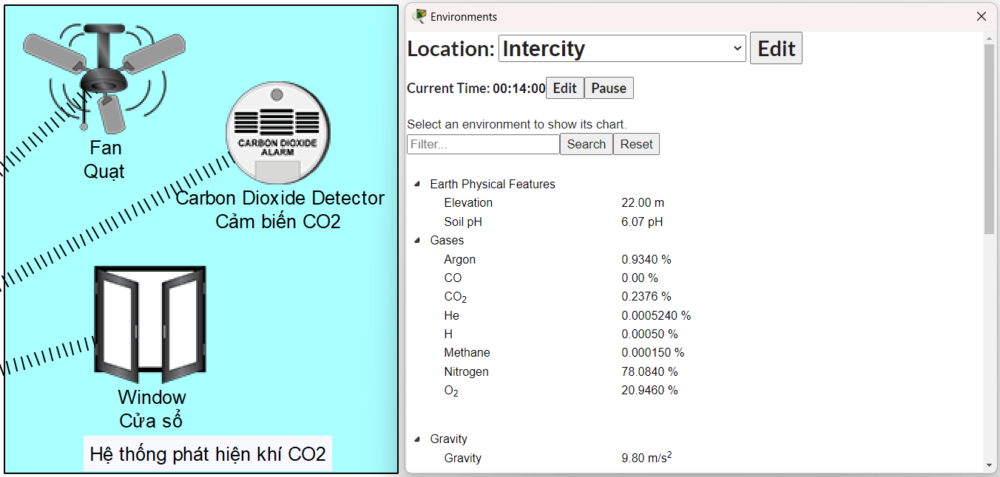 Fan
Quạt
CARBON DIOXIDE
ALARM
Carbon Dioxide Detector
Cảm biến CO2
Window
Cửa sổ
Hệ thống phát hiện khí CO2
Environments
Location: Intercity Edit
Current Time: 00:14:00 Edit Pause
Select an environment to show its chart.
Filter... Search Reset
Earth Physical Features
Elevation 22.00 m
Soil pH 6.07 pH
Gases
Argon 0.9340 %
CO 0.00 %
CO₂ 0.2376 %
He 0.0005240 %
H 0.00050 %
Methane 0.000150 %
Nitrogen 78.0840 %
O₂ 20.9460 %
Gravity
Gravity 9.80 m/s²